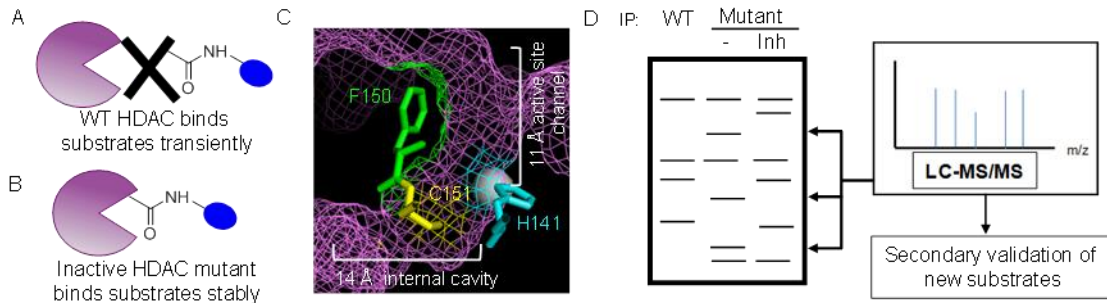 A
NH
O
WT HDAC binds
substrates transiently
B
NH
O
Inactive HDAC mutant
binds substrates stably
C
F150
C151
H141
11 Å active site
channel
14 Å internal cavity
D
IP: WT Mutant
- Inh
m/z
LC-MS/MS
Secondary validation of
new substrates